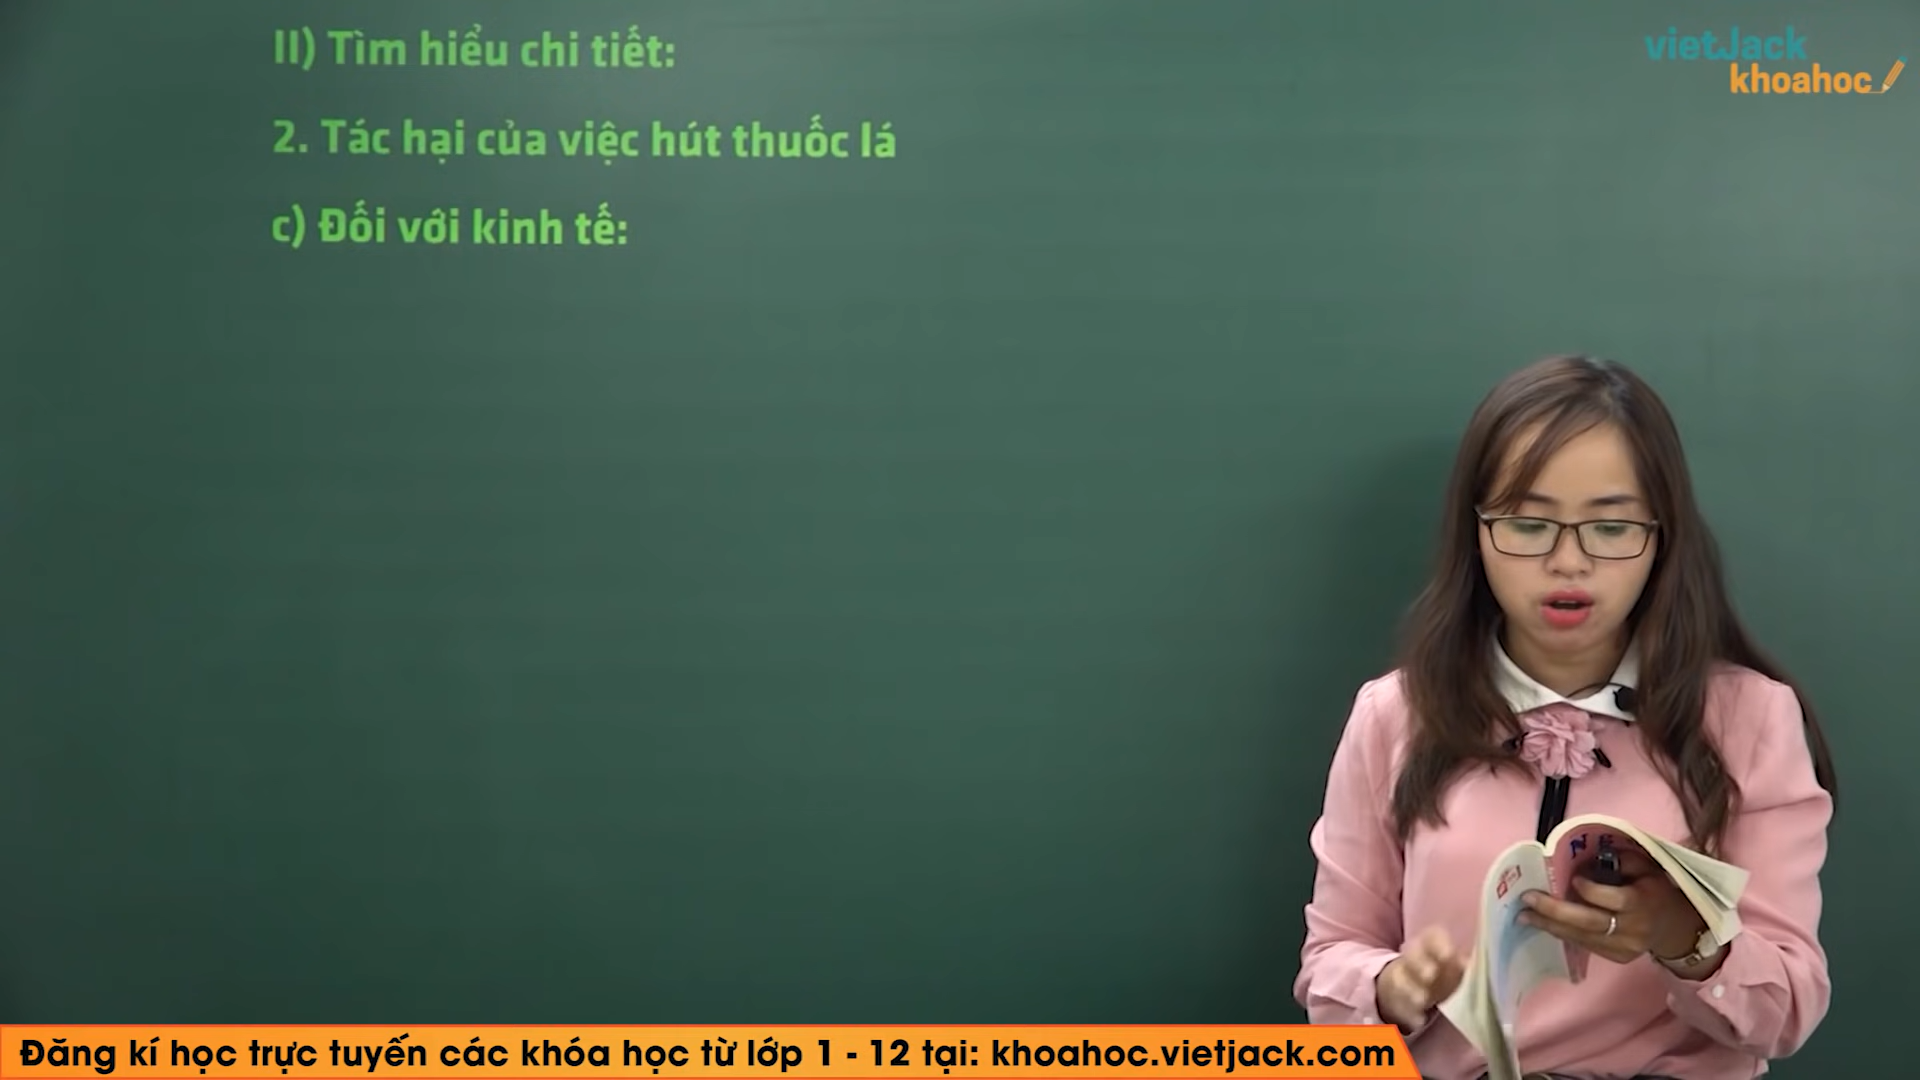 II) Tìm hiểu chi tiết:
vietJack
khoahoc
2. Tác hại của việc hút thuốc lá
c) Đối với kinh tế:
Đăng kí học trực tuyến các khóa học từ lớp 1 - 12 tại: khoahoc.vietjack.com